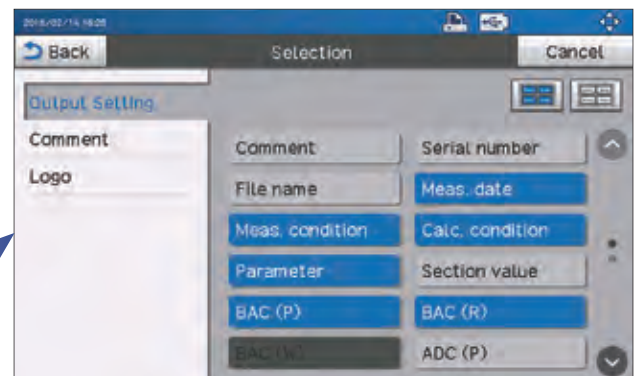 2018/02/14 16:05
Back
Selection
Cancel
Output Setting
Comment
Logo
Comment
Serial number
File name
Meas. date
Meas. condition
Calc. condition
Parameter
Section value
BAC (P)
BAC (R)
BAC (W)
ADC (P)